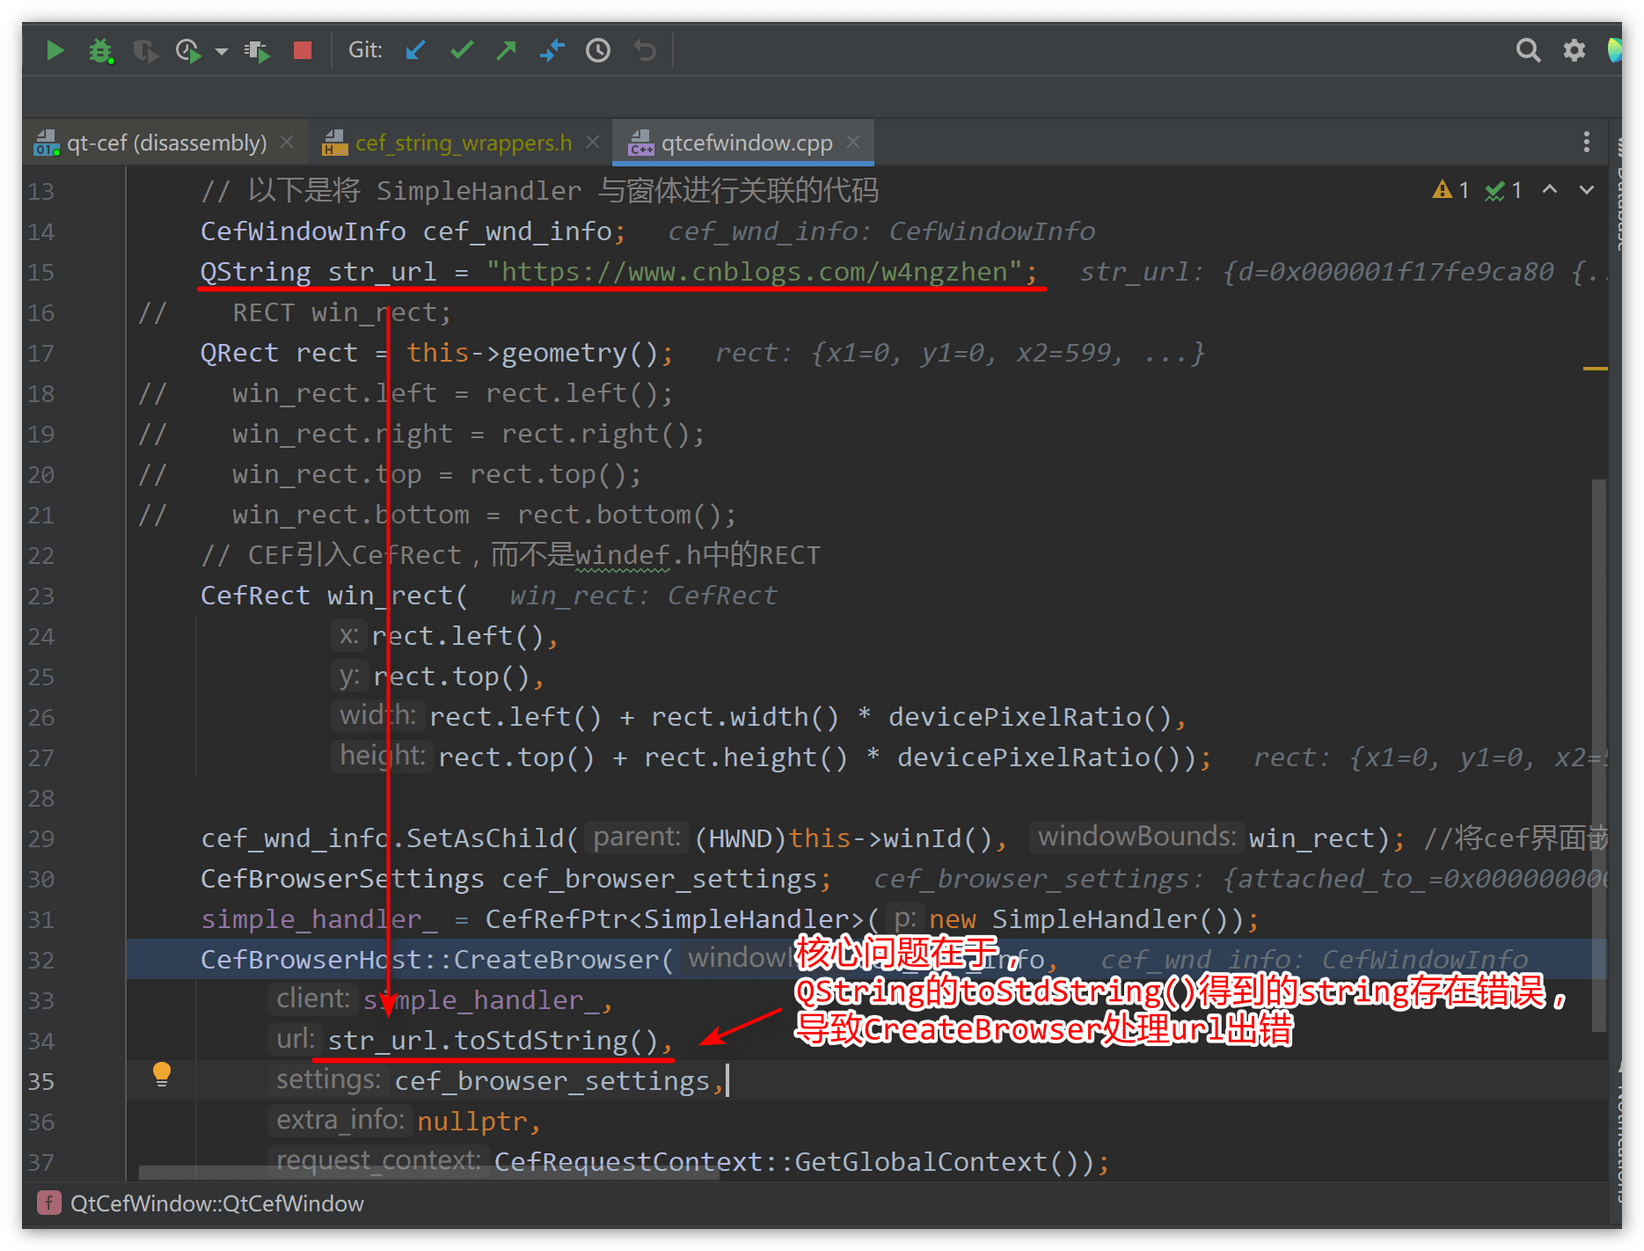 Git:
qt-cef (disassembly)
cef_string_wrappers.h
qtcefwindow.cpp
13 // 以下是将 SimpleHandler 与窗体进行关联的代码
1 1
14 CefWindowInfo cef_wnd_info; cef_wnd_info: CefWindowInfo
15 QString str_url = "https://www.cnblogs.com/w4ngzhen"; str_url: {d=0x000001f17fe9ca80 {..
16 // RECT win_rect;
17 QRect rect = this->geometry(); rect: {x1=0, y1=0, x2=599, ...}
18 // win_rect.left = rect.left();
19 // win_rect.right = rect.right();
20 // win_rect.top = rect.top();
21 // win_rect.bottom = rect.bottom();
22 // CEF引入CefRect，而不是windef.h中的RECT
23 CefRect win_rect( win_rect: CefRect
24 x: rect.left(),
25 y: rect.top(),
26 width: rect.left() + rect.width() * devicePixelRatio(),
27 height: rect.top() + rect.height() * devicePixelRatio()); rect: {x1=0, y1=0, x2=5
28
29 cef_wnd_info.SetAsChild( parent: (HWND)this->winId(), windowBounds: win_rect); //将cef界面嵌
30 CefBrowserSettings cef_browser_settings; cef_browser_settings: {attached_to_=0x000000000
31 simple_handler_ = CefRefPtr<SimpleHandler>( p: new SimpleHandler());
32 CefBrowserHost::CreateBrowser( window info, cef_wnd_info: CefWindowInfo
33 client: simple_handler_,
34 url: str_url.toStdString(),
35 settings: cef_browser_settings,
36 extra_info: nullptr,
37 request_context: CefRequestContext::GetGlobalContext());
核心问题在于，
QString的toStdString()得到的string存在错误，
导致CreateBrowser处理url出错
f QtCefWindow::QtCefWindow